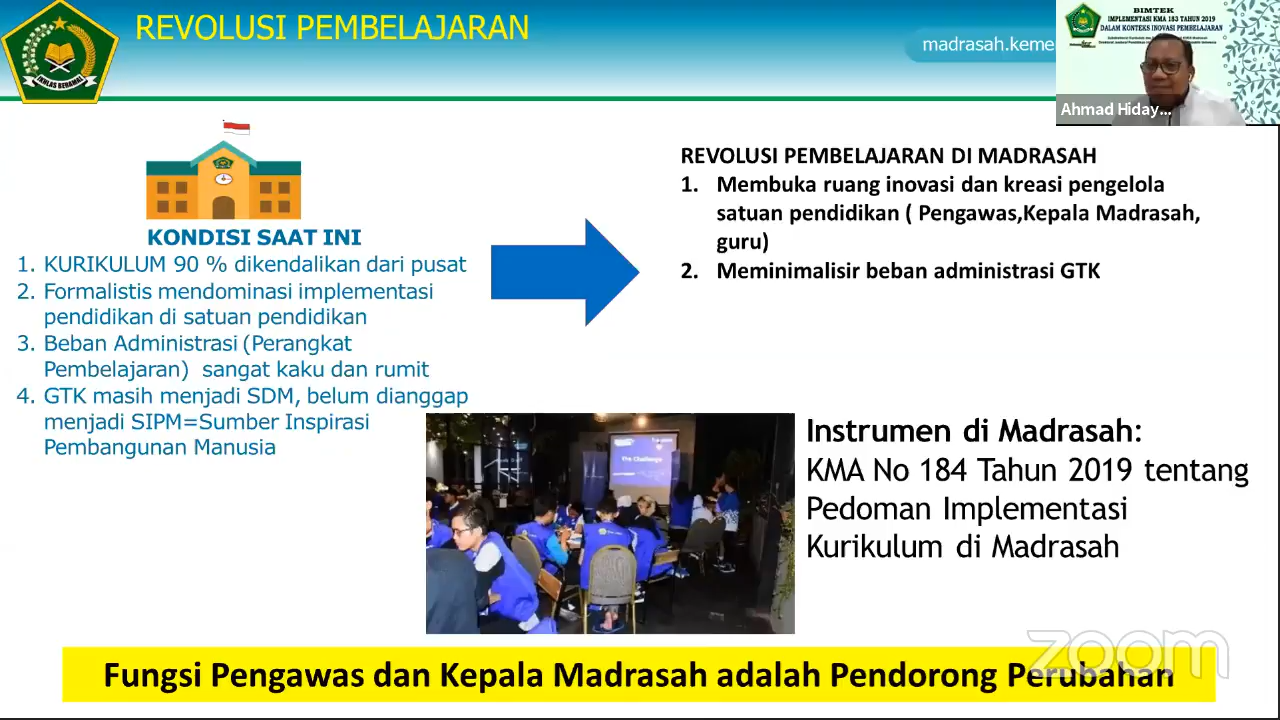 REVOLUSI PEMBELAJARAN
madrasah.keme
IKHLAS BERAMAL
BIMTEK
IMPLEMENTASI KMA 183 TAHUN 2019
DALAM KONTEKS INOVASI PEMBELAJARAN
Ahmad Hiday...
KONDISI SAAT INI
1. KURIKULUM 90 % dikendalikan dari pusat
2. Formalistis mendominasi implementasi
pendidikan di satuan pendidikan
3. Beban Administrasi (Perangkat
Pembelajaran) sangat kaku dan rumit
4. GTK masih menjadi SDM, belum dianggap
menjadi SIPM=Sumber Inspirasi
Pembangunan Manusia
REVOLUSI PEMBELAJARAN DI MADRASAH
1. Membuka ruang inovasi dan kreasi pengelola
satuan pendidikan ( Pengawas,Kepala Madrasah,
guru)
2. Meminimalisir beban administrasi GTK
The Challenge
Instrumen di Madrasah:
KMA No 184 Tahun 2019 tentang
Pedoman Implementasi
Kurikulum di Madrasah
zoom
Fungsi Pengawas dan Kepala Madrasah adalah Pendorong Perubahan